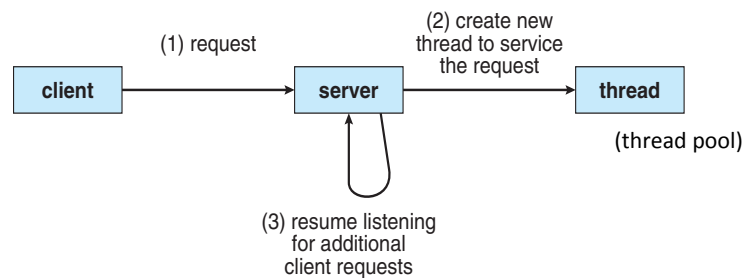 (1) request
(2) create new
thread to service
the request
client
server
thread
(thread pool)
(3) resume listening
for additional
client requests